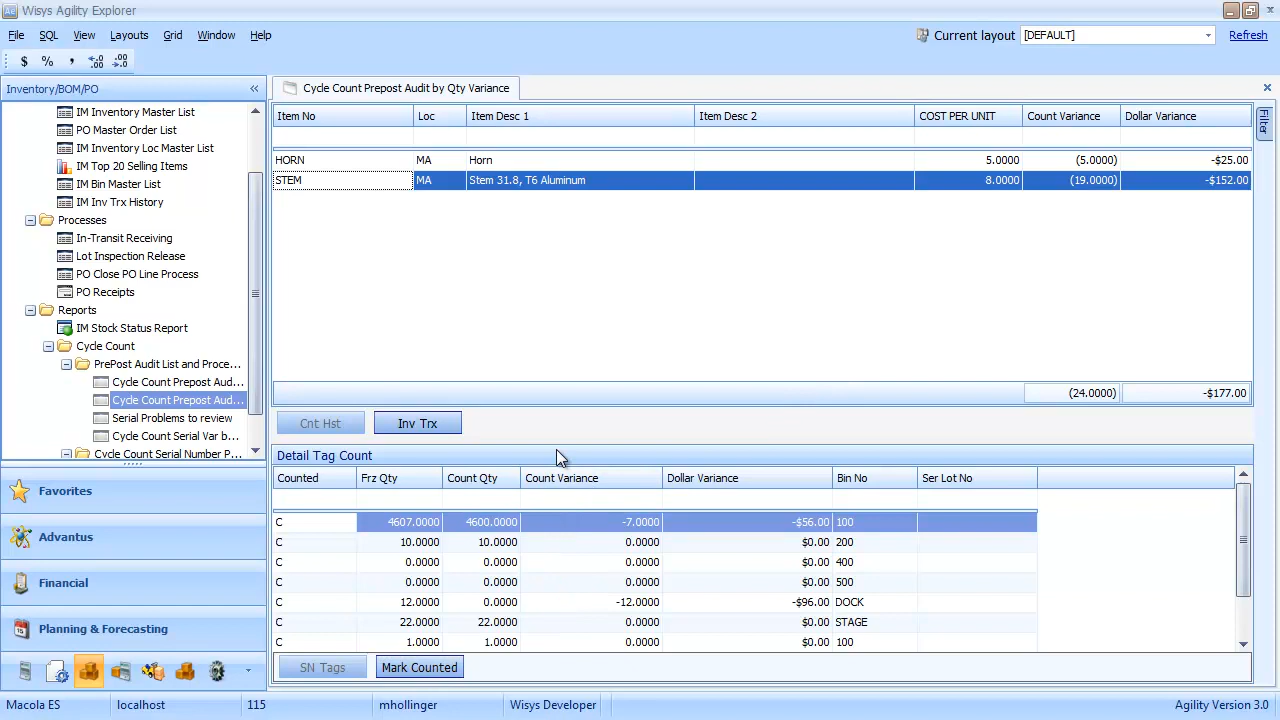 Wisys Agility Explorer
File SQL View Layouts Grid Window Help
Current layout [DEFAULT] Refresh
$ % , ←.00 .00 →.0
Inventory/BOM/PO
Cycle Count Prepost Audit by Qty Variance
IM Inventory Master List
PO Master Order List
IM Inventory Loc Master List
IM Top 20 Selling Items
IM Bin Master List
IM Inv Trx History
Processes
In-Transit Receiving
Lot Inspection Release
PO Close PO Line Process
PO Receipts
Reports
IM Stock Status Report
Cycle Count
PrePost Audit List and Proce...
Cycle Count Prepost Aud...
Cycle Count Prepost Aud...
Serial Problems to review
Cycle Count Serial Var b...
Cycle Count Serial Number P...
Favorites
Advantus
Financial
Planning & Forecasting
Item No Loc Item Desc 1 Item Desc 2 COST PER UNIT Count Variance Dollar Variance
HORN MA Horn 5.0000 (5.0000) -$25.00
STEM MA Stem 31.8, T6 Aluminum 8.0000 (19.0000) -$152.00
(24.0000) -$177.00
Filter
Cnt Hst Inv Trx
Detail Tag Count
Counted Frz Qty Count Qty Count Variance Dollar Variance Bin No Ser Lot No
C 4607.0000 4600.0000 -7.0000 -$56.00 100
C 10.0000 10.0000 0.0000 $0.00 200
C 0.0000 0.0000 0.0000 $0.00 400
C 0.0000 0.0000 0.0000 $0.00 500
C 12.0000 0.0000 -12.0000 -$96.00 DOCK
C 22.0000 22.0000 0.0000 $0.00 STAGE
C 1.0000 1.0000 0.0000 $0.00 100
SN Tags Mark Counted
Macola ES localhost 115 mhollinger Wisys Developer Agility Version 3.0